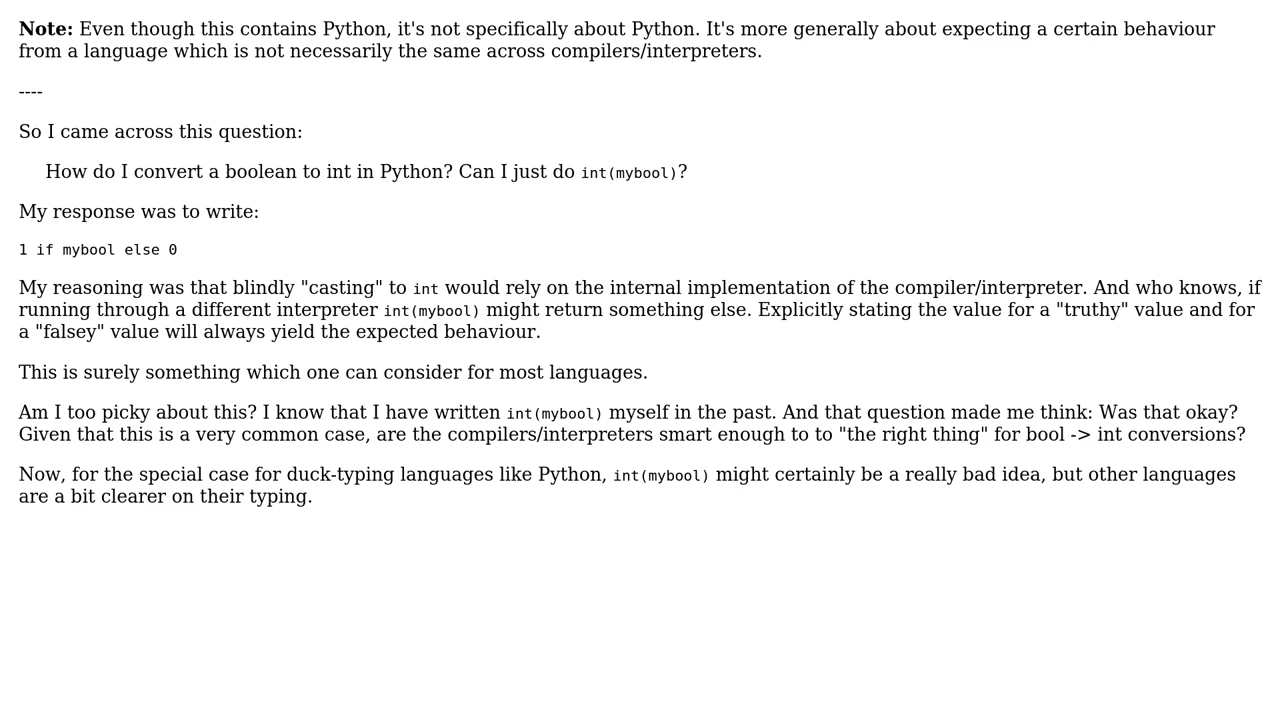 Note: Even though this contains Python, it's not specifically about Python. It's more generally about expecting a certain behaviour
from a language which is not necessarily the same across compilers/interpreters.
----
So I came across this question:
How do I convert a boolean to int in Python? Can I just do int(mybool)?
My response was to write:
1 if mybool else 0
My reasoning was that blindly "casting" to int would rely on the internal implementation of the compiler/interpreter. And who knows, if
running through a different interpreter int(mybool) might return something else. Explicitly stating the value for a "truthy" value and for
a "falsey" value will always yield the expected behaviour.
This is surely something which one can consider for most languages.
Am I too picky about this? I know that I have written int(mybool) myself in the past. And that question made me think: Was that okay?
Given that this is a very common case, are the compilers/interpreters smart enough to to "the right thing" for bool -> int conversions?
Now, for the special case for duck-typing languages like Python, int(mybool) might certainly be a really bad idea, but other languages
are a bit clearer on their typing.